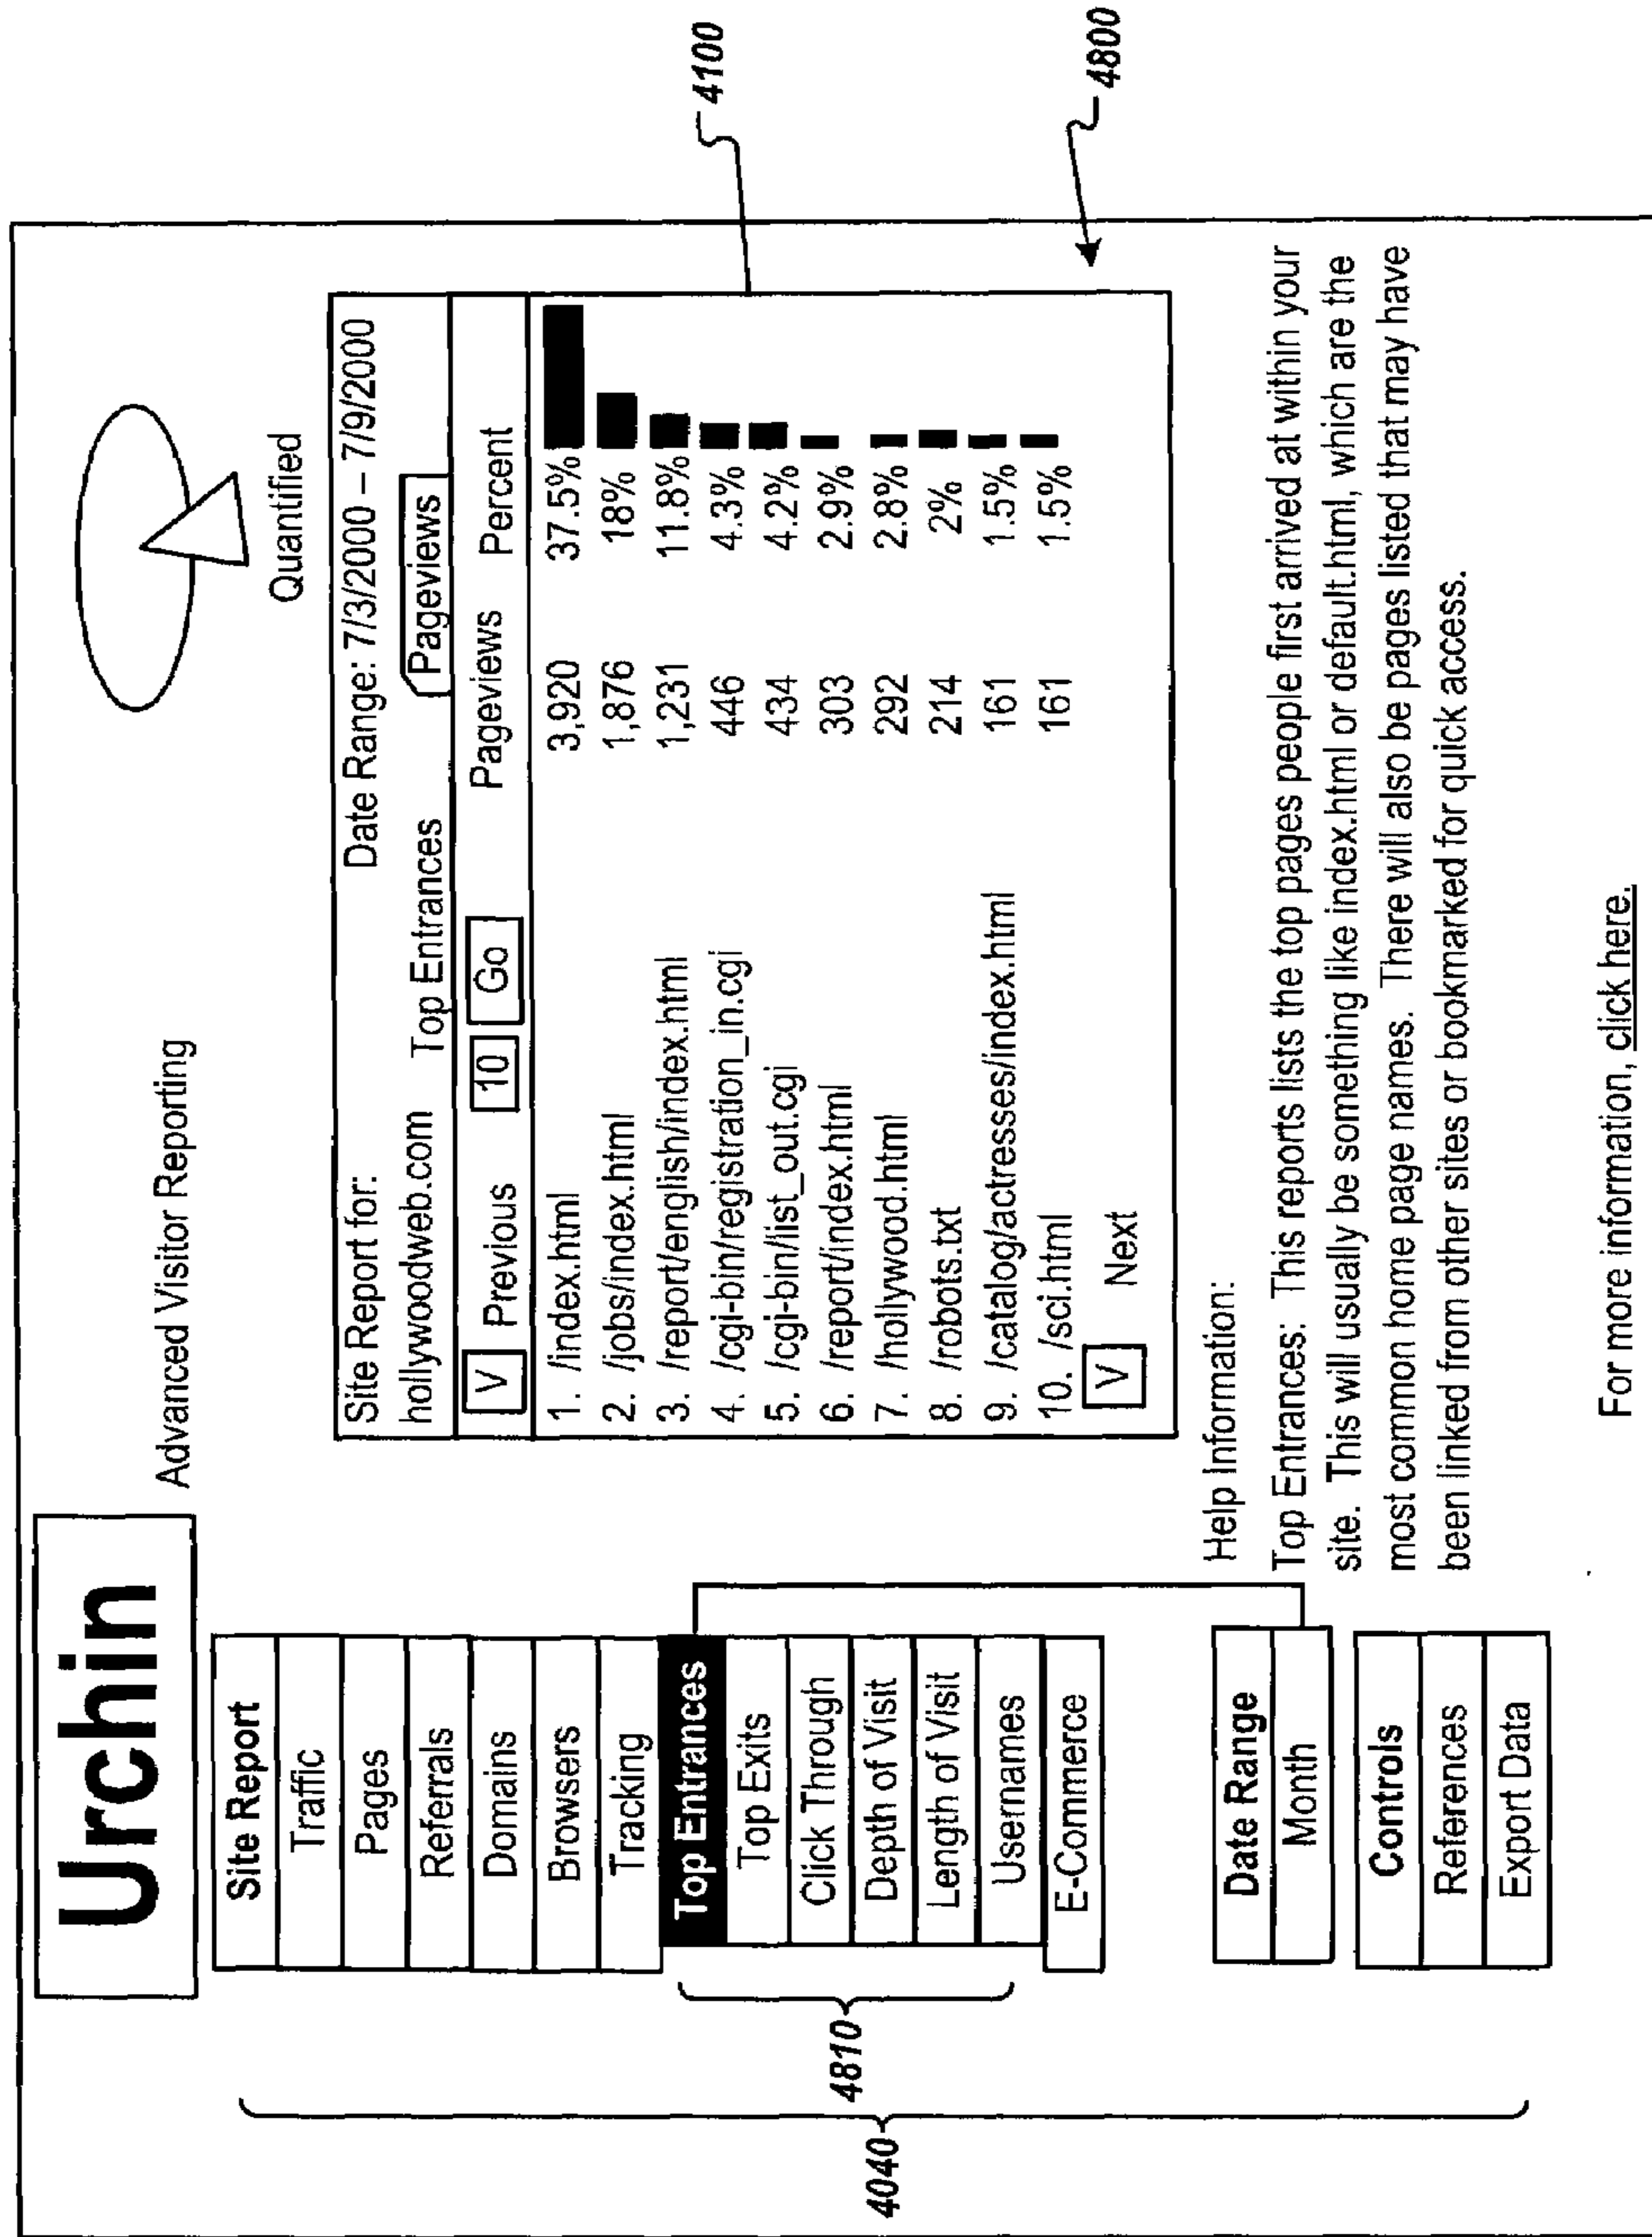 Urchin
Advanced Visitor Reporting
Quantified
Site Report
Traffic
Pages
Referrals
Domains
Browsers
Tracking
Top Entrances
Top Exits
Click Through
Depth of Visit
Length of Visit
Usernames
E-Commerce
Date Range
Month
Controls
References
Export Data
4040
4810
Site Report for: Date Range: 7/3/2000 – 7/9/2000
hollywoodweb.com Top Entrances Pageviews
V Previous 10 Go Pageviews Percent
1. /index.html 3,920 37.5%
2. /jobs/index.html 1,876 18%
3. /report/english/index.html 1,231 11.8%
4. /cgi-bin/registration_in.cgi 446 4.3%
5. /cgi-bin/list_out.cgi 434 4.2%
6. /report/index.html 303 2.9%
7. /hollywood.html 292 2.8%
8. /robots.txt 214 2%
9. /catalog/actresses/index.html 161 1.5%
10. /sci.html 161 1.5%
V Next
4100
4800
Help Information:
Top Entrances: This reports lists the top pages people first arrived at within your
site. This will usually be something like index.html or default.html, which are the
most common home page names. There will also be pages listed that may have
been linked from other sites or bookmarked for quick access.
For more information, click here.